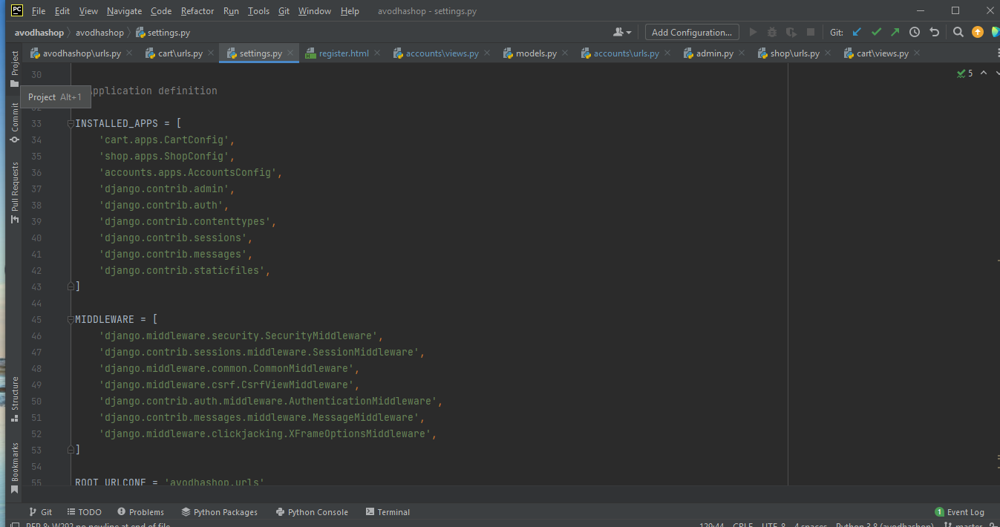 PC File Edit View Navigate Code Refactor Run Tools Git Window Help avodhashop - settings.py
avodhashop avodhashop settings.py Add Configuration... Git:
avodhashop\urls.py cart\urls.py settings.py register.html accounts\views.py models.py accounts\urls.py admin.py shop\urls.py cart\views.py
Project
Commit
Pull Requests
Structure
Bookmarks
Project Alt+1
5
30
Application definition
33 INSTALLED_APPS = [
34 'cart.apps.CartConfig',
35 'shop.apps.ShopConfig',
36 'accounts.apps.AccountsConfig',
37 'django.contrib.admin',
38 'django.contrib.auth',
39 'django.contrib.contenttypes',
40 'django.contrib.sessions',
41 'django.contrib.messages',
42 'django.contrib.staticfiles',
43 ]
44
45 MIDDLEWARE = [
46 'django.middleware.security.SecurityMiddleware',
47 'django.contrib.sessions.middleware.SessionMiddleware',
48 'django.middleware.common.CommonMiddleware',
49 'django.middleware.csrf.CsrfViewMiddleware',
50 'django.contrib.auth.middleware.AuthenticationMiddleware',
51 'django.contrib.messages.middleware.MessageMiddleware',
52 'django.middleware.clickjacking.XFrameOptionsMiddleware',
53 ]
54
55 ROOT_URLCONF = 'avodhashop.urls'
Git TODO Problems Python Packages Python Console Terminal 1 Event Log
PEP 8: W292 no newline at end of file 129:44 CRLF UTF-8 4 spaces Python 3.8 (avodhashop) master